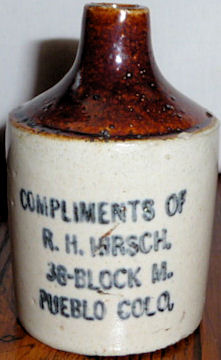 COMPLIMENTS OF
R. H. HIRSCH.
36-BLOCK M.
PUEBLO COLO.